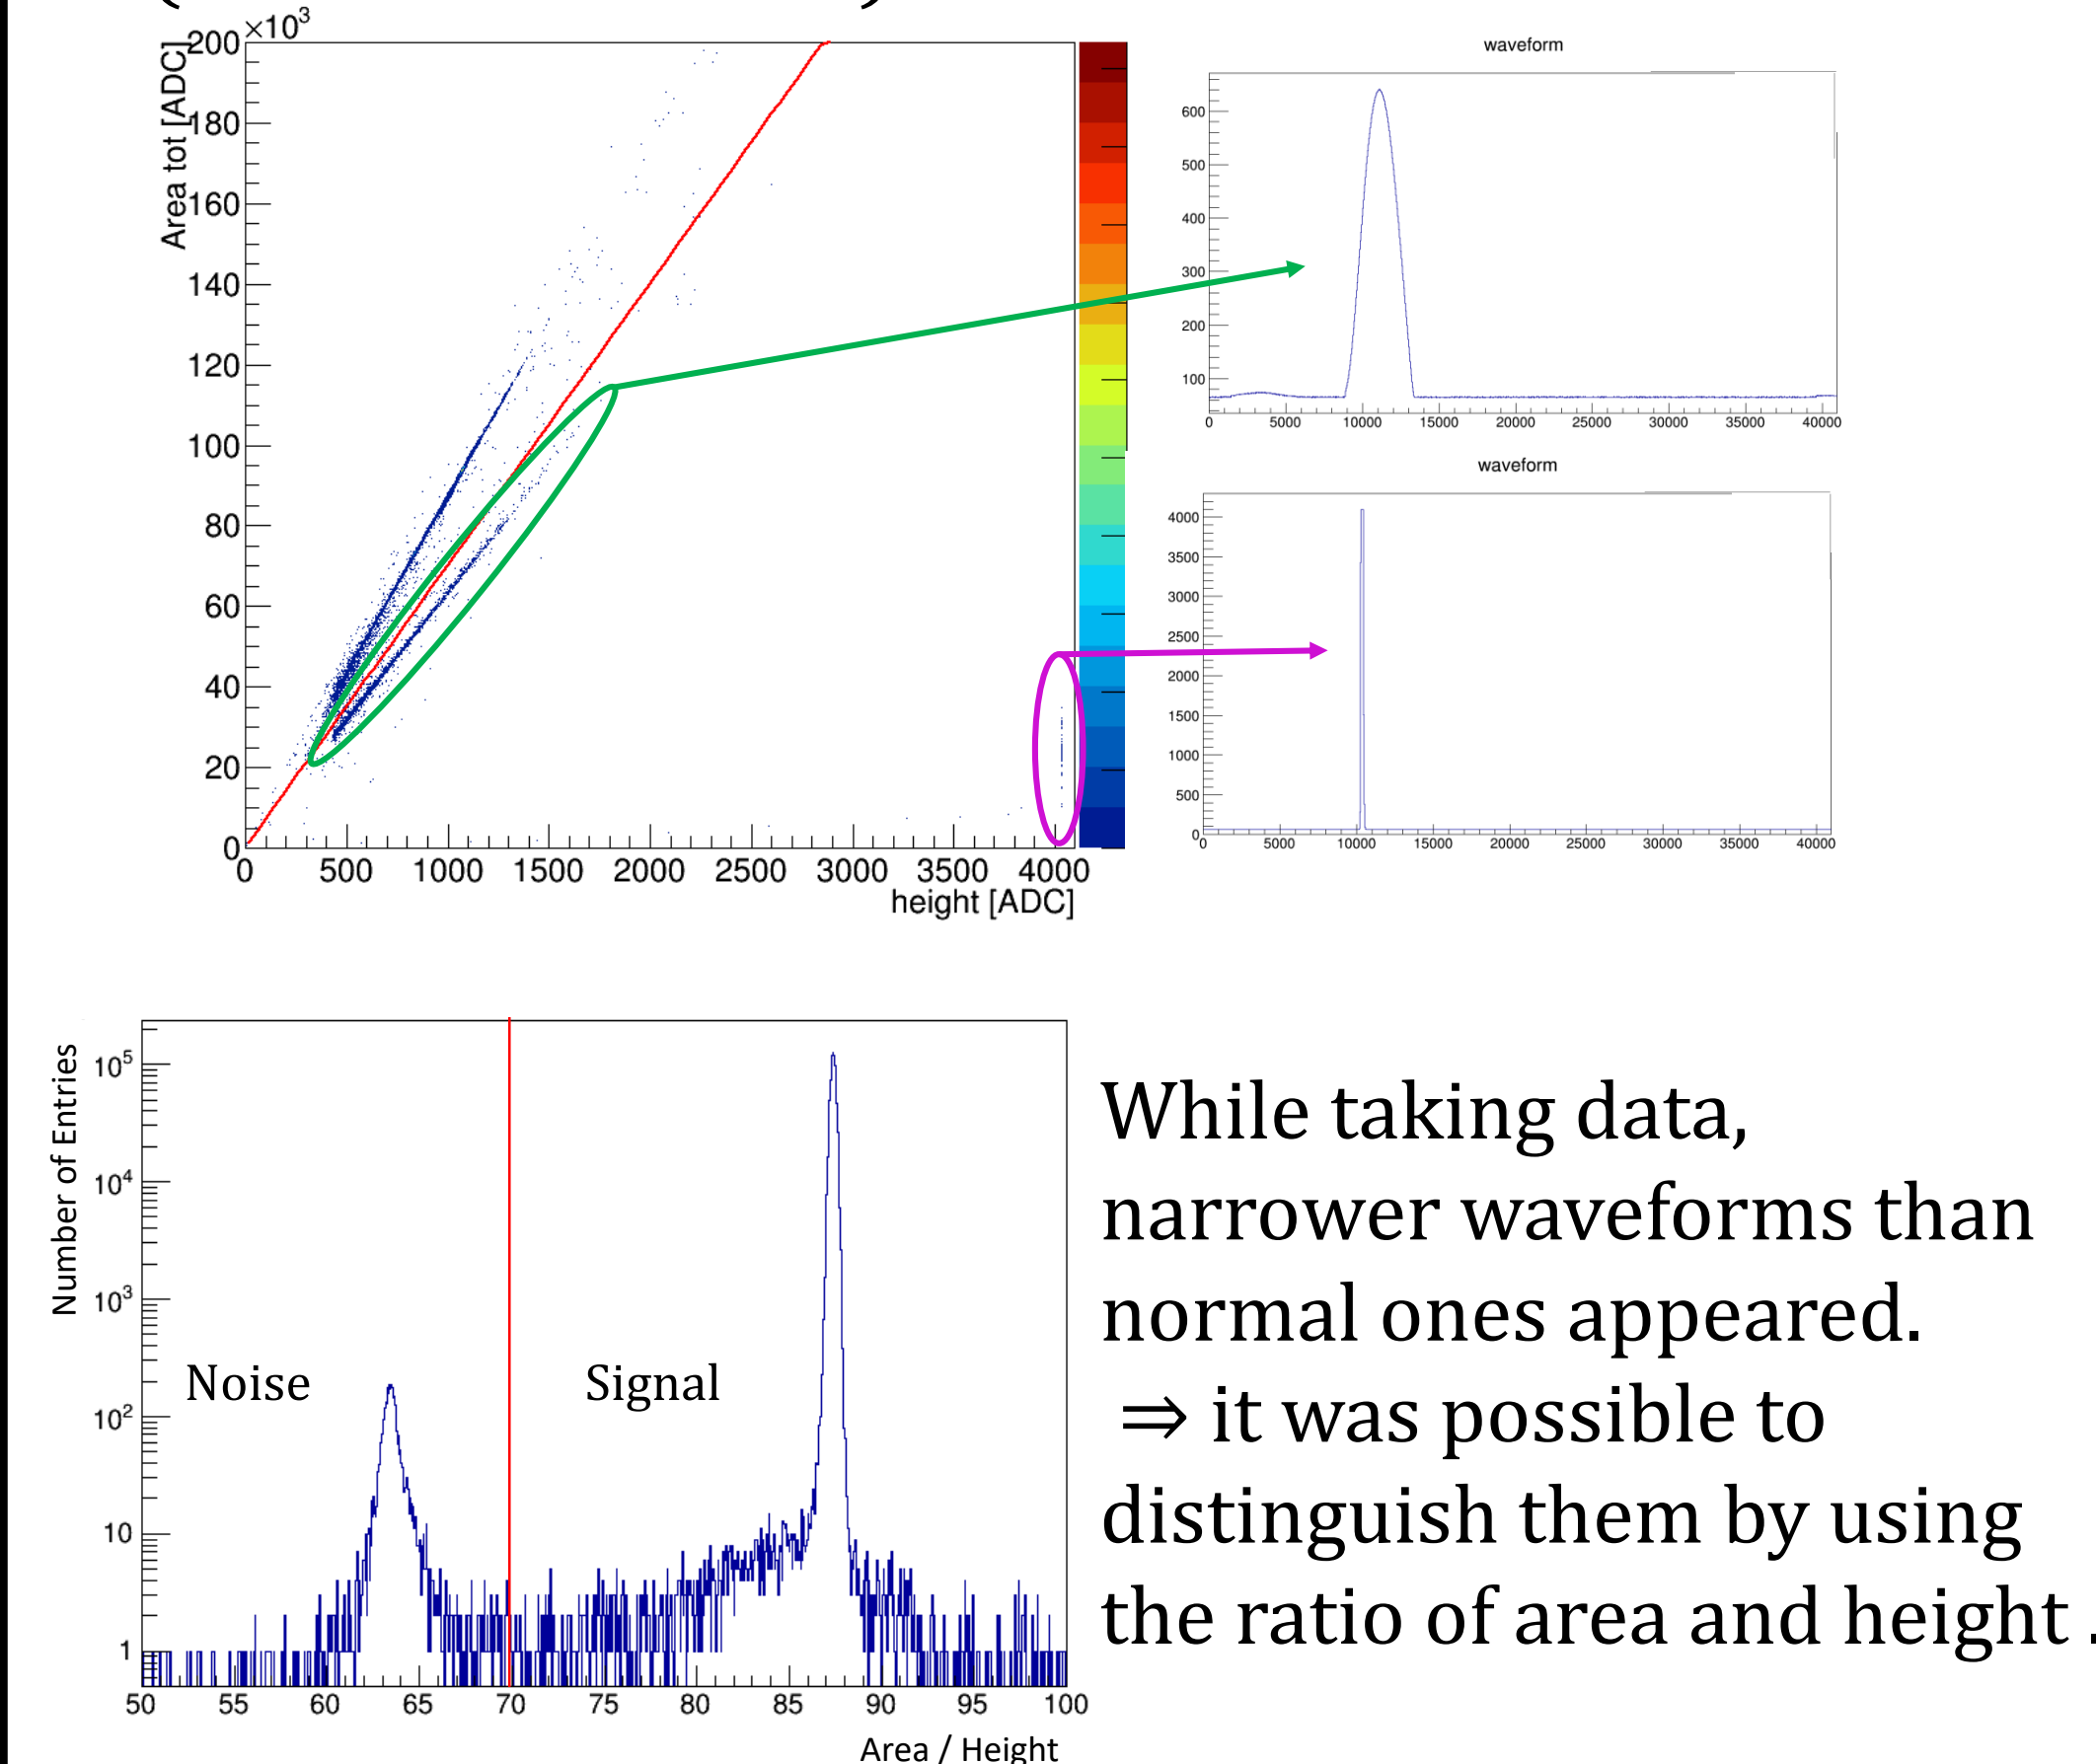 ×10³
Area tot [ADC]
200
180
160
140
120
100
80
60
40
20
0
0 500 1000 1500 2000 2500 3000 3500 4000
height [ADC]
waveform
600
500
400
300
200
100
0 5000 10000 15000 20000 25000 30000 35000 40000
waveform
4000
3500
3000
2500
2000
1500
1000
500
0
0 5000 10000 15000 20000 25000 30000 35000 40000
Number of Entries
10⁵
10⁴
10³
10²
10
1
Noise Signal
50 55 60 65 70 75 80 85 90 95 100
Area / Height
While taking data,
narrower waveforms than
normal ones appeared.
⇒ it was possible to
distinguish them by using
the ratio of area and height .